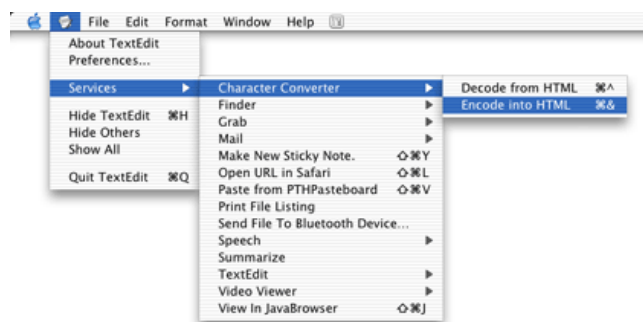 File Edit Format Window Help
About TextEdit
Preferences...
Services
Hide TextEdit ⌘H
Hide Others
Show All
Quit TextEdit ⌘Q
Character Converter
Finder
Grab
Mail
Make New Sticky Note. ⇧⌘Y
Open URL in Safari ⇧⌘L
Paste from PTHPasteboard ⇧⌘V
Print File Listing
Send File To Bluetooth Device...
Speech
Summarize
TextEdit
Video Viewer
View In JavaBrowser ⇧⌘J
Decode from HTML ⌘^
Encode into HTML ⌘&